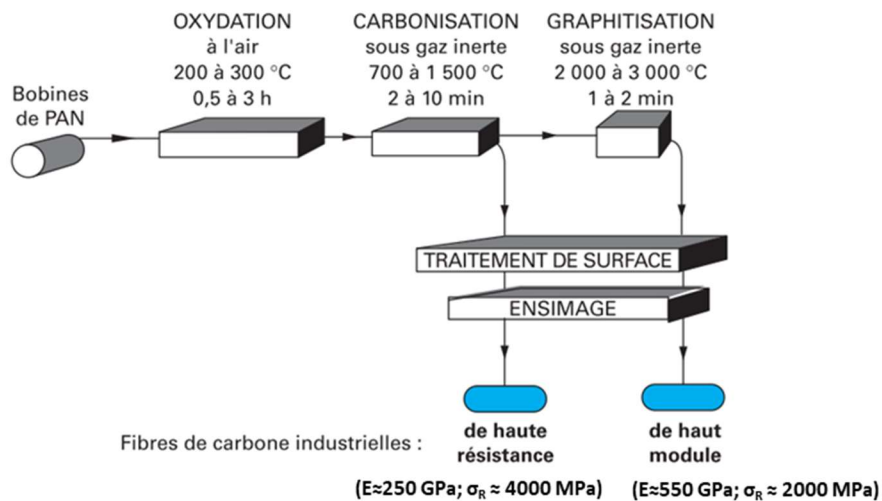 OXYDATION
à l'air
200 à 300 °C
0,5 à 3 h
CARBONISATION
sous gaz inerte
700 à 1 500 °C
2 à 10 min
GRAPHITISATION
sous gaz inerte
2 000 à 3 000 °C
1 à 2 min
Bobines
de PAN
TRAITEMENT DE SURFACE
ENSIMAGE
Fibres de carbone industrielles :
de haute
résistance
(E≈250 GPa; σR ≈ 4000 MPa)
de haut
module
(E≈550 GPa; σR ≈ 2000 MPa)